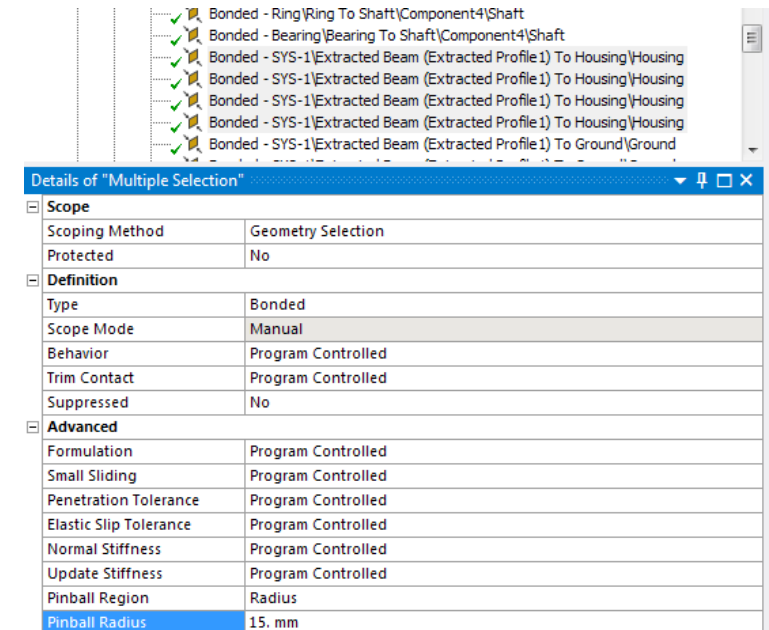 Bonded - Ring\Ring To Shaft\Component4\Shaft
Bonded - Bearing\Bearing To Shaft\Component4\Shaft
Bonded - SYS-1\Extracted Beam (Extracted Profile1) To Housing\Housing
Bonded - SYS-1\Extracted Beam (Extracted Profile1) To Housing\Housing
Bonded - SYS-1\Extracted Beam (Extracted Profile1) To Housing\Housing
Bonded - SYS-1\Extracted Beam (Extracted Profile1) To Housing\Housing
Bonded - SYS-1\Extracted Beam (Extracted Profile1) To Ground\Ground
Details of "Multiple Selection"
Scope
Scoping Method Geometry Selection
Protected No
Definition
Type Bonded
Scope Mode Manual
Behavior Program Controlled
Trim Contact Program Controlled
Suppressed No
Advanced
Formulation Program Controlled
Small Sliding Program Controlled
Penetration Tolerance Program Controlled
Elastic Slip Tolerance Program Controlled
Normal Stiffness Program Controlled
Update Stiffness Program Controlled
Pinball Region Radius
Pinball Radius 15. mm